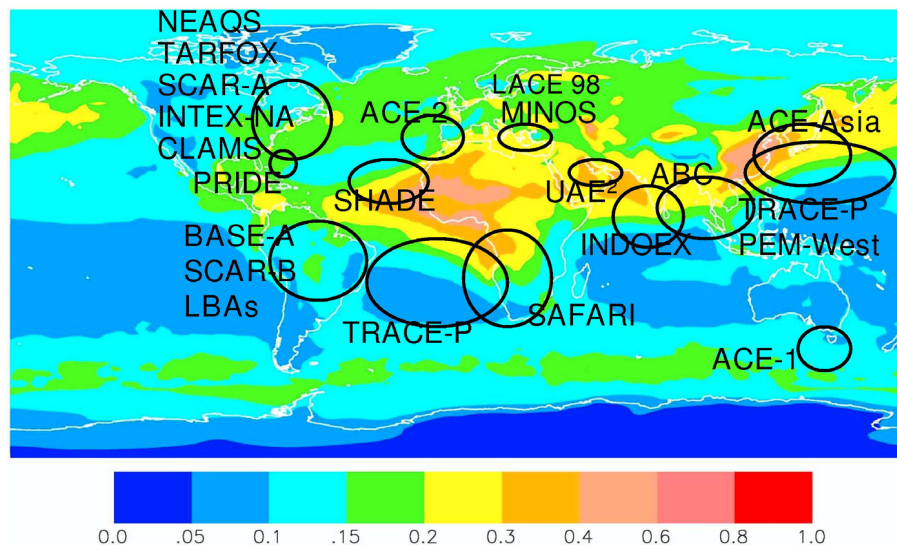 NEAQS
TARFOX
SCAR-A
INTEX-NA
CLAMS
PRIDE
ACE-2
LACE 98
MINOS
ACE-Asia
SHADE
UAE²
ABC
INDOEX
TRACE-P
PEM-West
BASE-A
SCAR-B
LBAs
TRACE-P
SAFARI
ACE-1
0.0 .05 0.1 .15 0.2 0.3 0.4 0.6 0.8 1.0